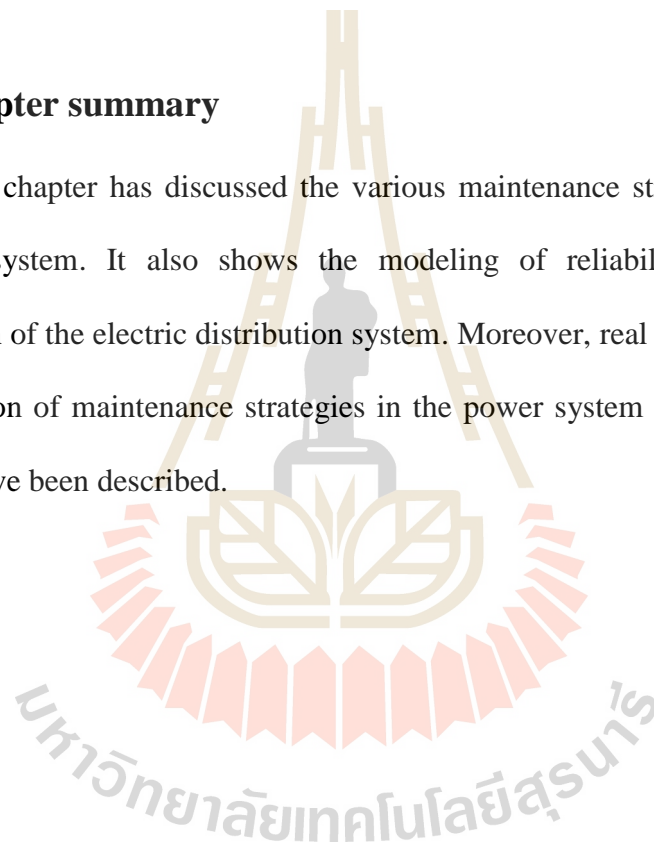 pter summary
chapter has discussed the various maintenance st
ystem. It also shows the modeling of reliabil
of the electric distribution system. Moreover, real
on of maintenance strategies in the power system
ve been described.
มหาวิทยาลัยเทคโนโลยีสุรนารี